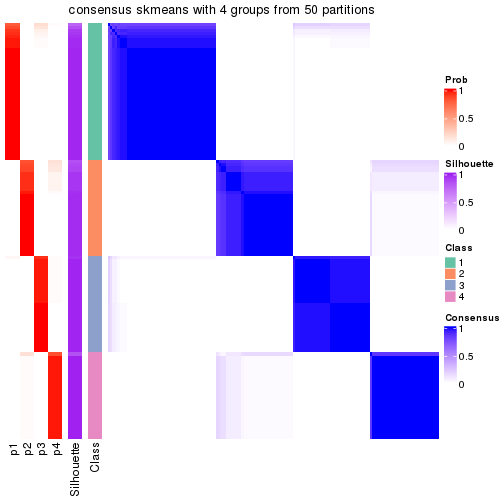 consensus skmeans with 4 groups from 50 partitions
Prob
1
0.5
0
Silhouette
1
0.5
0
Class
1
2
3
4
Consensus
1
0.5
0
p1
p2
p3
p4
Silhouette
Class